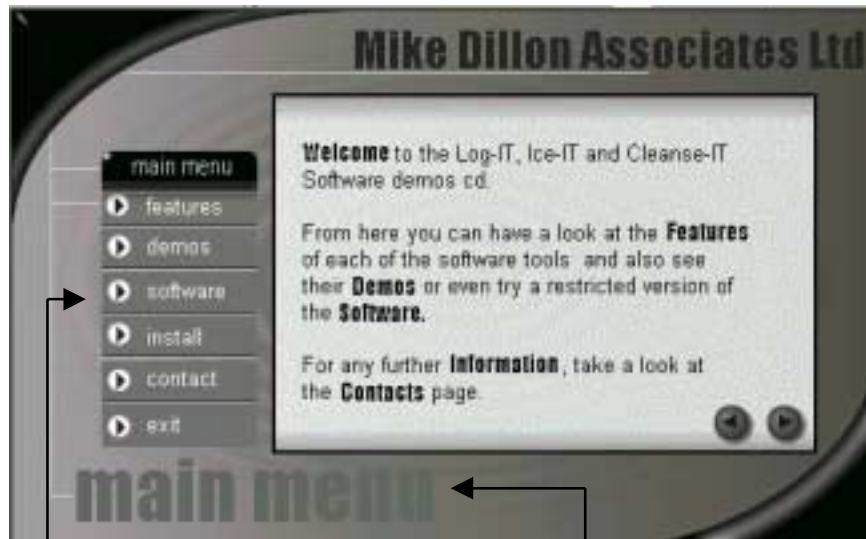 Mike Dillon Associates Ltd
main menu
features
demos
software
install
contact
exit
Welcome to the Log-IT, Ice-IT and Cleanse-IT
Software demos cd.
From here you can have a look at the Features
of each of the software tools and also see
their Demos or even try a restricted version of
the Software.
For any further Information, take a look at
the Contacts page.
main menu